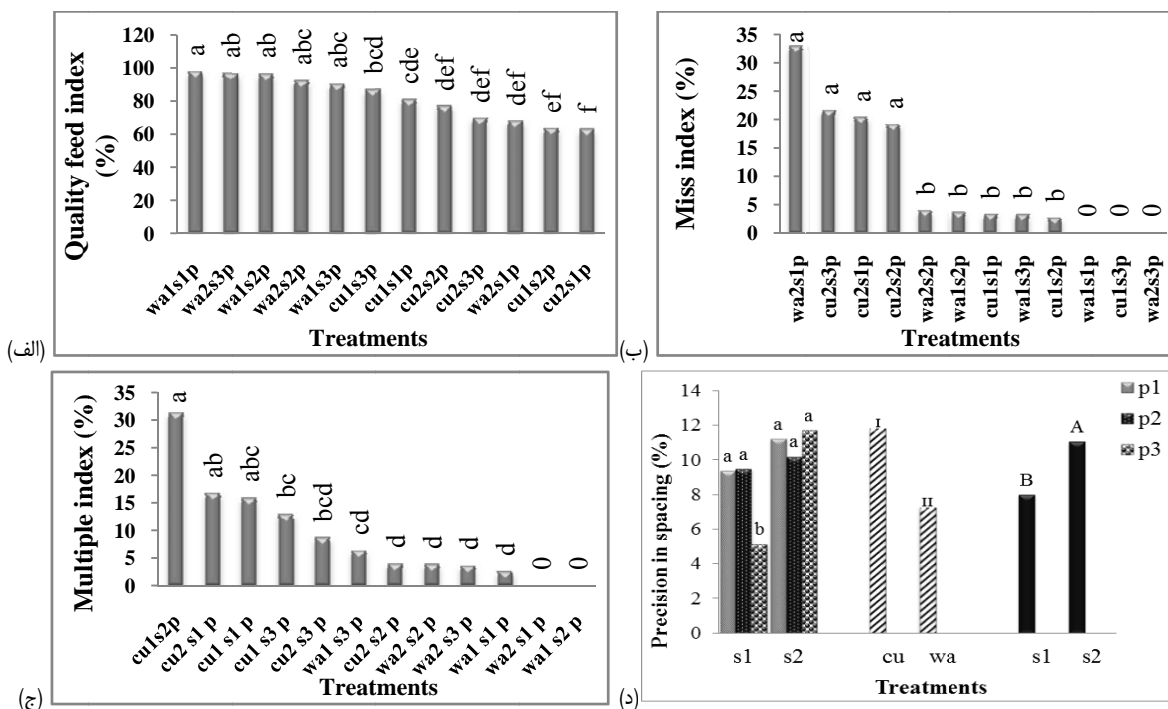 Quality feed index
(%)
120
100
80
60
40
20
0
a
ab
ab
abc
abc
bcd
cde
def
def
def
ef
f
wa1s1p
wa2s3p
wa1s2p
wa2s2p
wa1s3p
cu1s3p
cu1s1p
cu2s2p
cu2s3p
wa2s1p
cu1s2p
cu2s1p
Treatments
(الف)
Miss index (%)
35
30
25
20
15
10
5
0
a
a
a
a
b
b
b
b
b
0
0
0
wa2s1p
cu2s3p
cu2s1p
cu2s2p
wa2s2p
wa1s2p
cu1s1p
wa1s3p
cu1s2p
wa1s1p
cu1s3p
wa2s3p
Treatments
(ب)
Multiple index (%)
35
30
25
20
15
10
5
0
a
ab
abc
bc
bcd
cd
d
d
d
d
0
0
cu1s2p
cu2 s1 p
cu1 s1 p
cu1 s3 p
cu2 s3 p
wa1 s3 p
cu2 s2 p
wa2 s2 p
wa2 s3 p
wa1 s1 p
wa2 s1 p
wa1 s2 p
Treatments
(ج)
Precision in spacing (%)
14
12
10
8
6
4
2
0
a
a
b
a
a
a
I
II
B
A
s1
s2
cu
wa
s1
s2
Treatments
p1
p2
p3
(د)